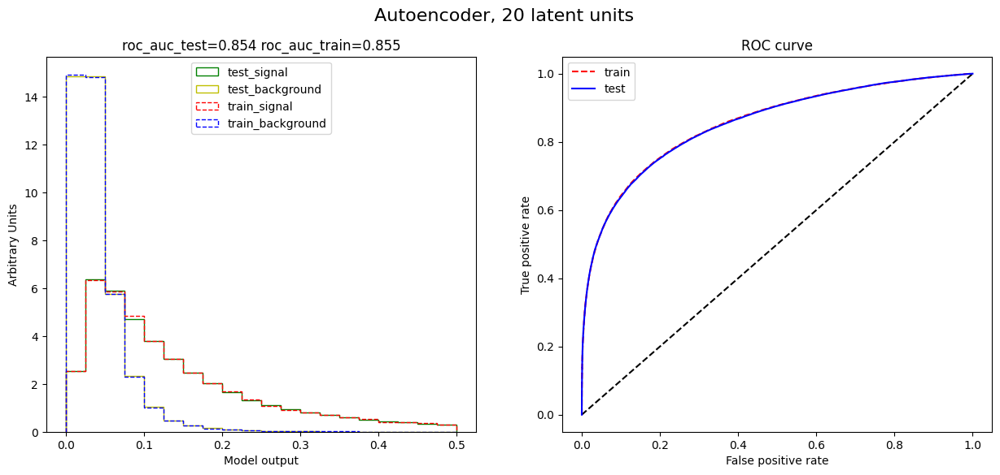 Autoencoder, 20 latent units
roc_auc_test=0.854 roc_auc_train=0.855
test_signal
test_background
train_signal
train_background
Arbitrary Units
14
12
10
8
6
4
2
0
0.0 0.1 0.2 0.3 0.4 0.5
Model output
ROC curve
train
test
True positive rate
1.0
0.8
0.6
0.4
0.2
0.0
0.0 0.2 0.4 0.6 0.8 1.0
False positive rate